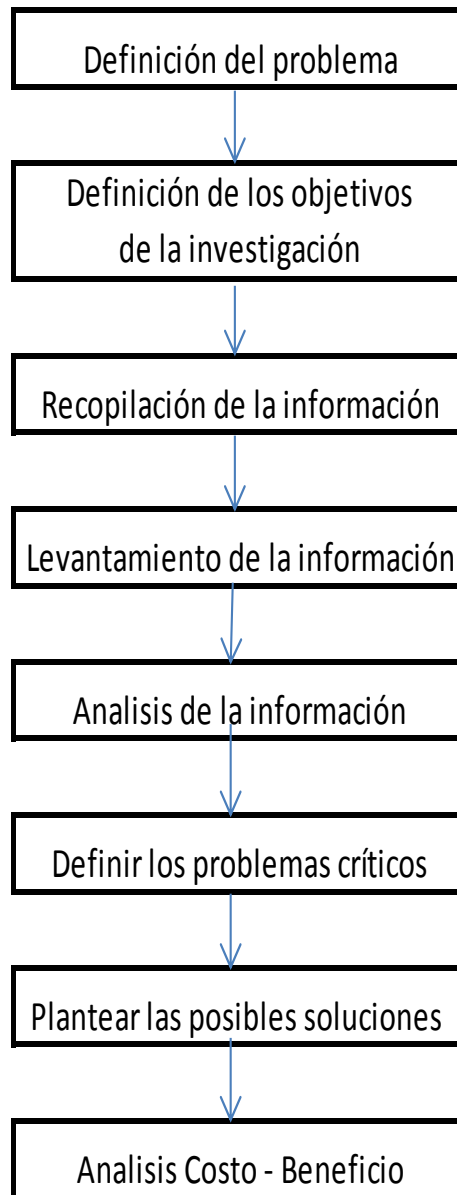 Definición del problema
Definición de los objetivos
de la investigación
Recopilación de la información
Levantamiento de la información
Analisis de la información
Definir los problemas críticos
Plantear las posibles soluciones
Analisis Costo - Beneficio